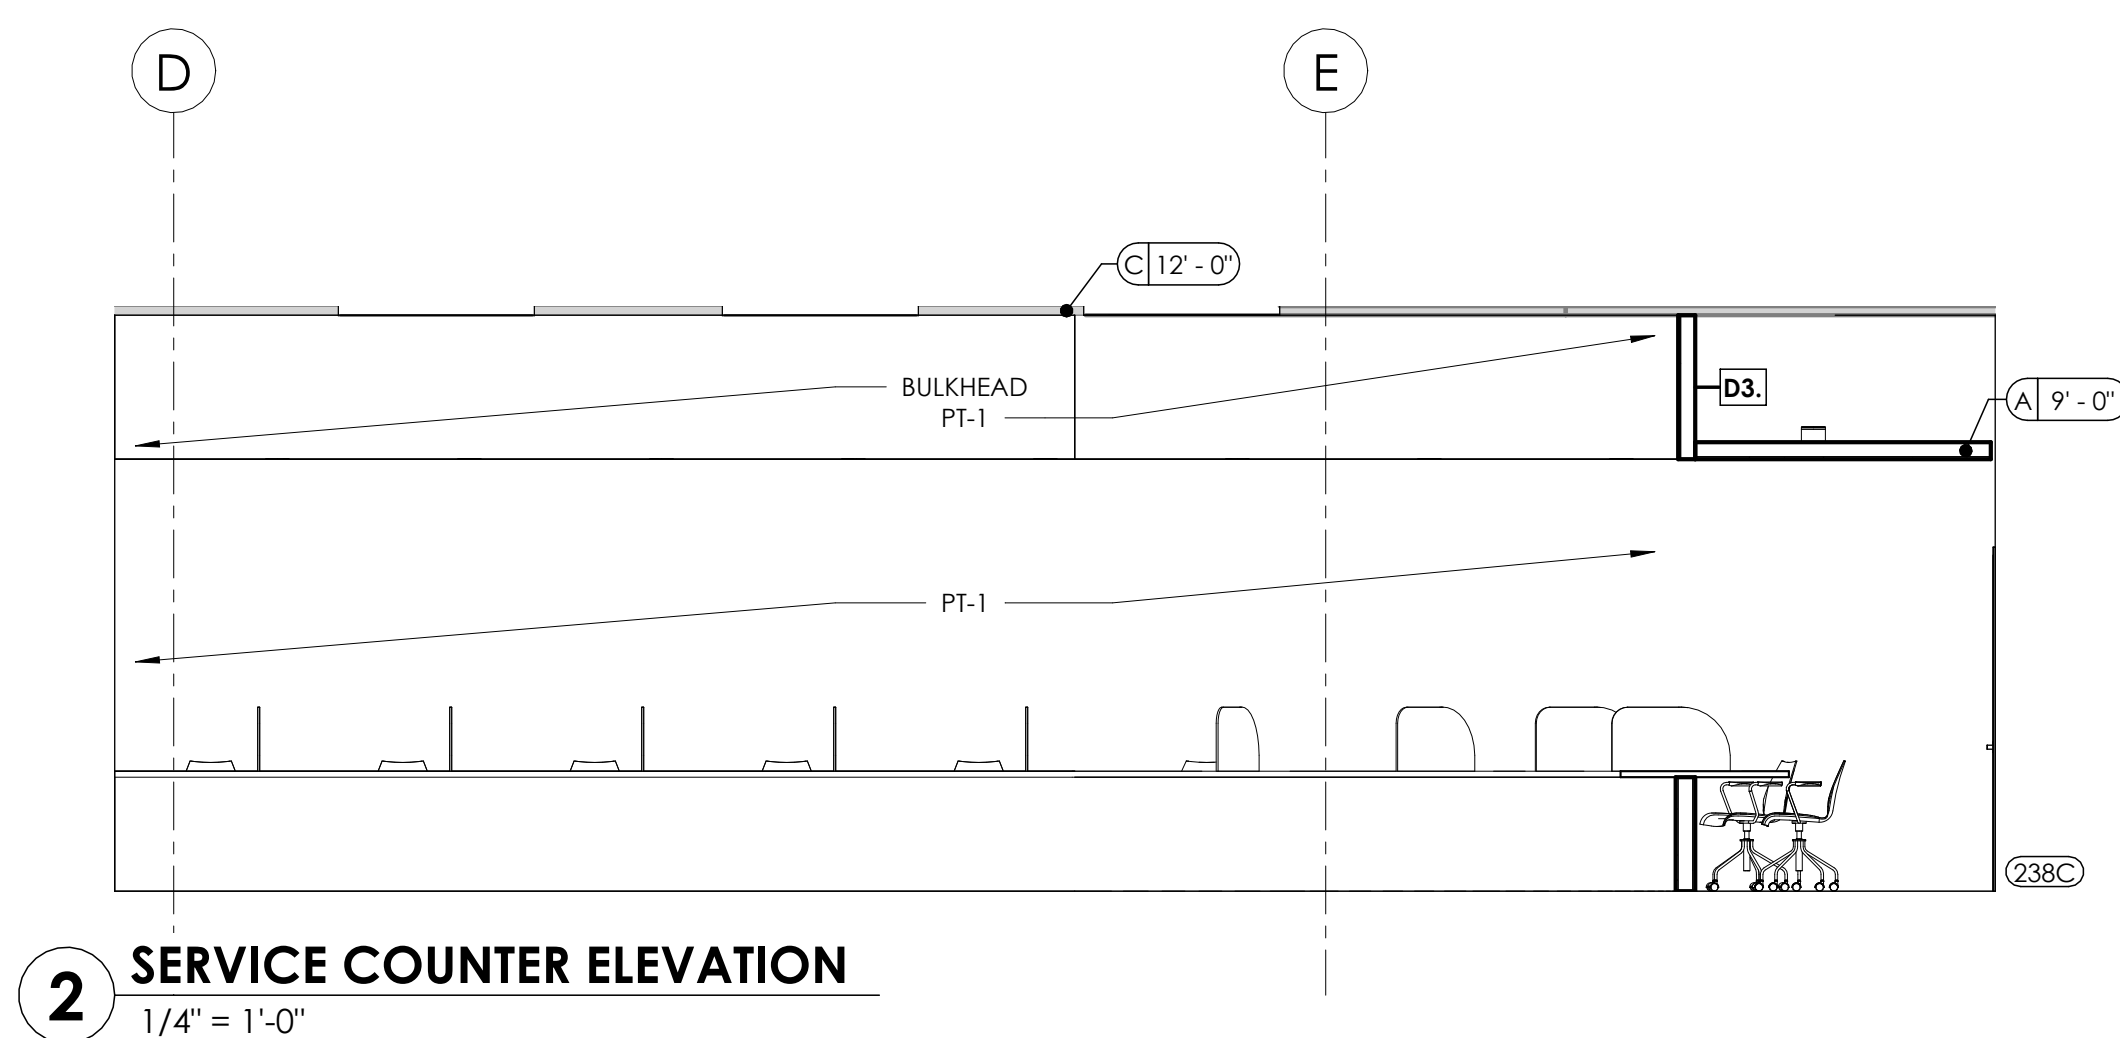 D
E
C 12' - 0"
BULKHEAD
PT-1
D3.
A 9' - 0"
PT-1
238C
2 SERVICE COUNTER ELEVATION
1/4" = 1'-0"